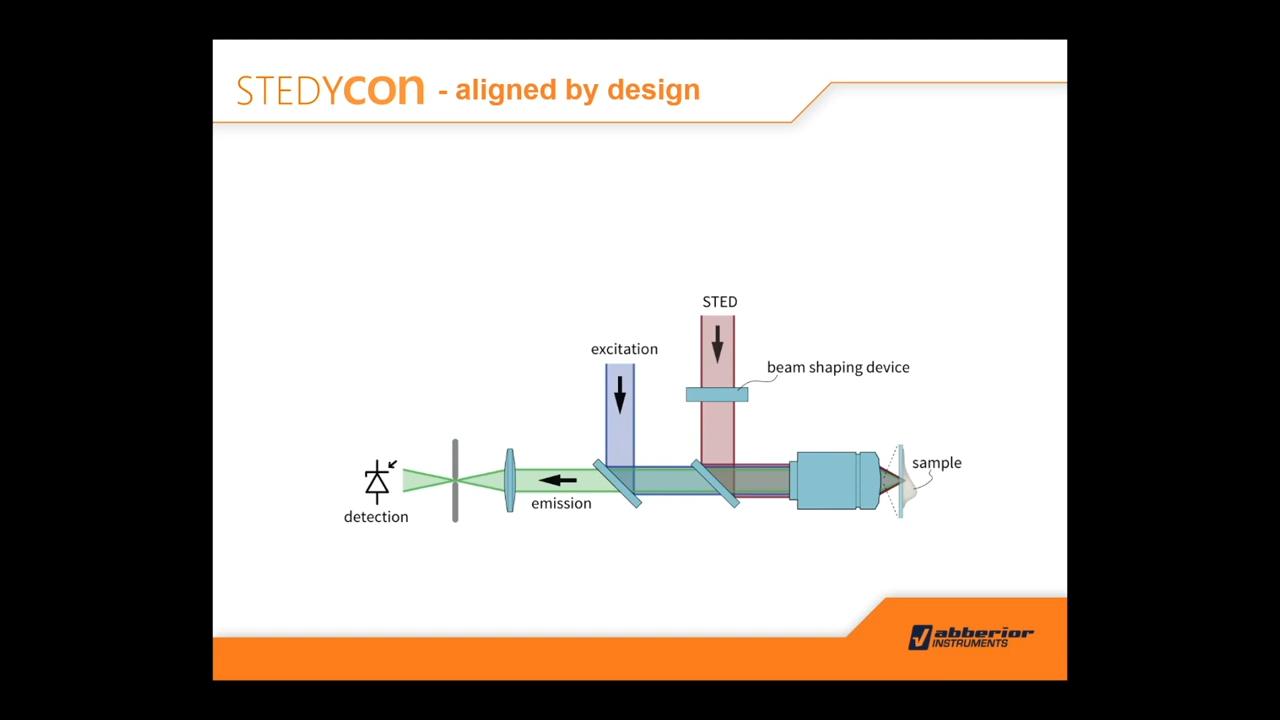 STEDYCON - aligned by design
STED
excitation
beam shaping device
sample
emission
detection
abberior
INSTRUMENTS